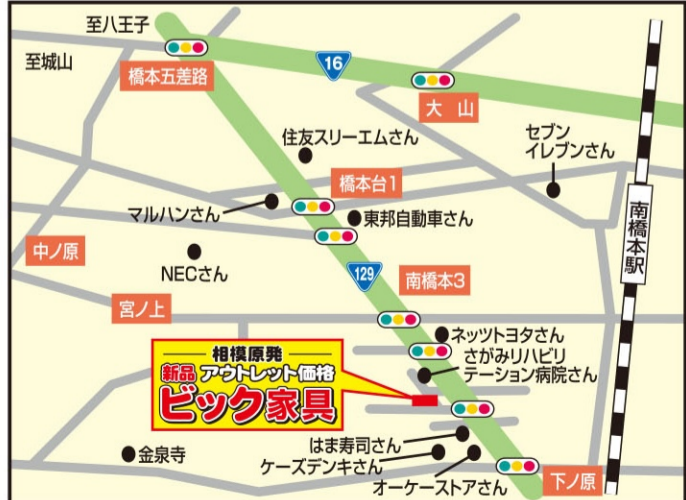 至八王子
至城山
橋本五差路
16
大 山
住友スリーエムさん
セブン
イレブンさん
橋本台1
マルハンさん
東邦自動車さん
南橋本駅
中ノ原
NECさん
129
南橋本3
宮ノ上
ネッツトヨタさん
さがみリハビリ
テーション病院さん
相模原発
新品 アウトレット価格
ビック家具
はま寿司さん
金泉寺
ケーズデンキさん
オーケーストアさん
下ノ原